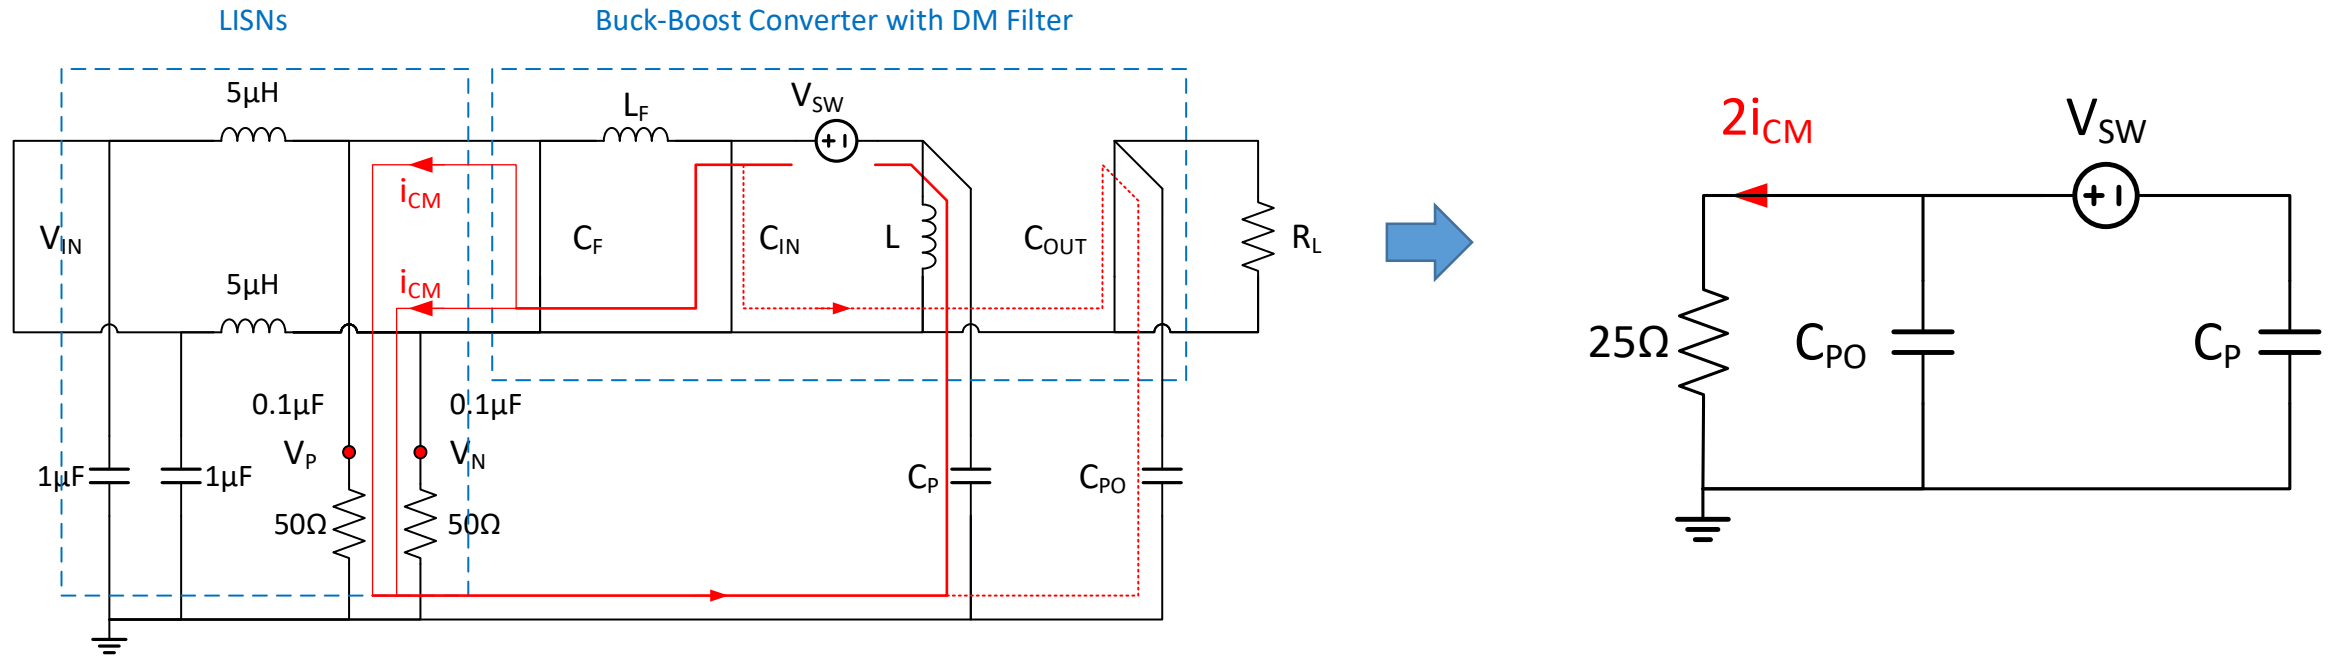 LISNs
Buck-Boost Converter with DM Filter
5µH
LF
VSW
iCM
VIN
CF
CIN
L
COUT
RL
5µH
iCM
0.1µF
0.1µF
VP
VN
1µF
1µF
CP
CPO
50Ω
50Ω
2iCM
VSW
25Ω
CPO
CP